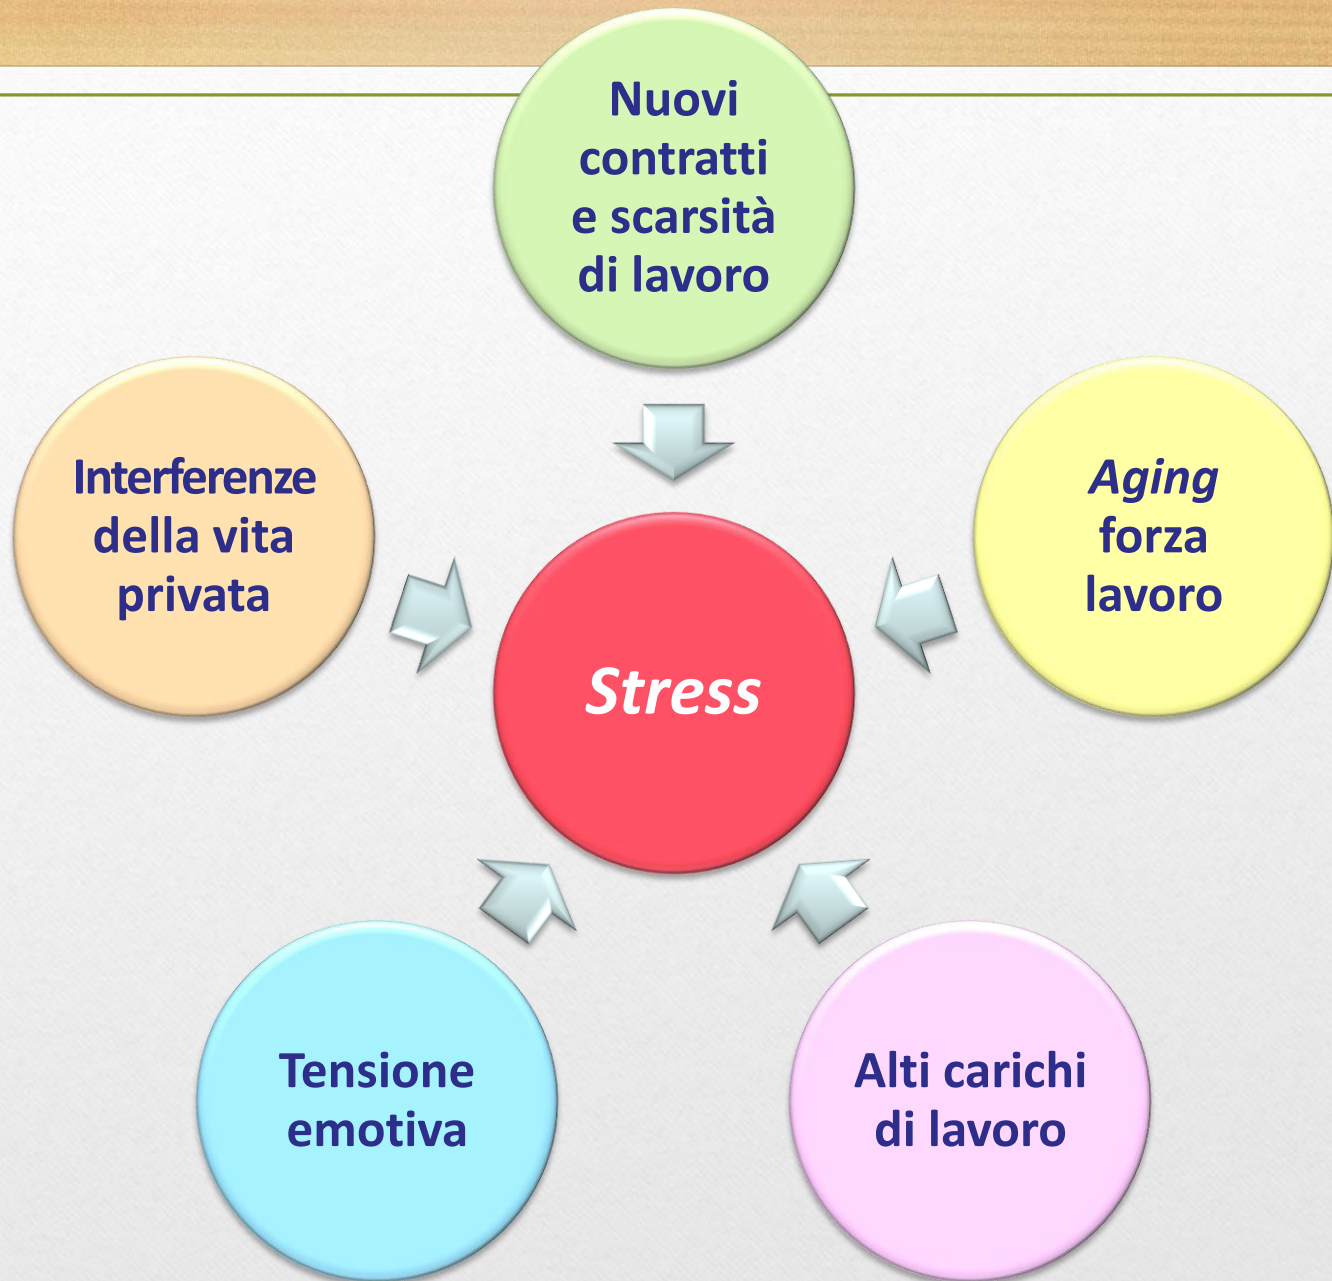 Nuovi
contratti
e scarsità
di lavoro
Interferenze
della vita
privata
Aging
forza
lavoro
Stress
Tensione
emotiva
Alti carichi
di lavoro